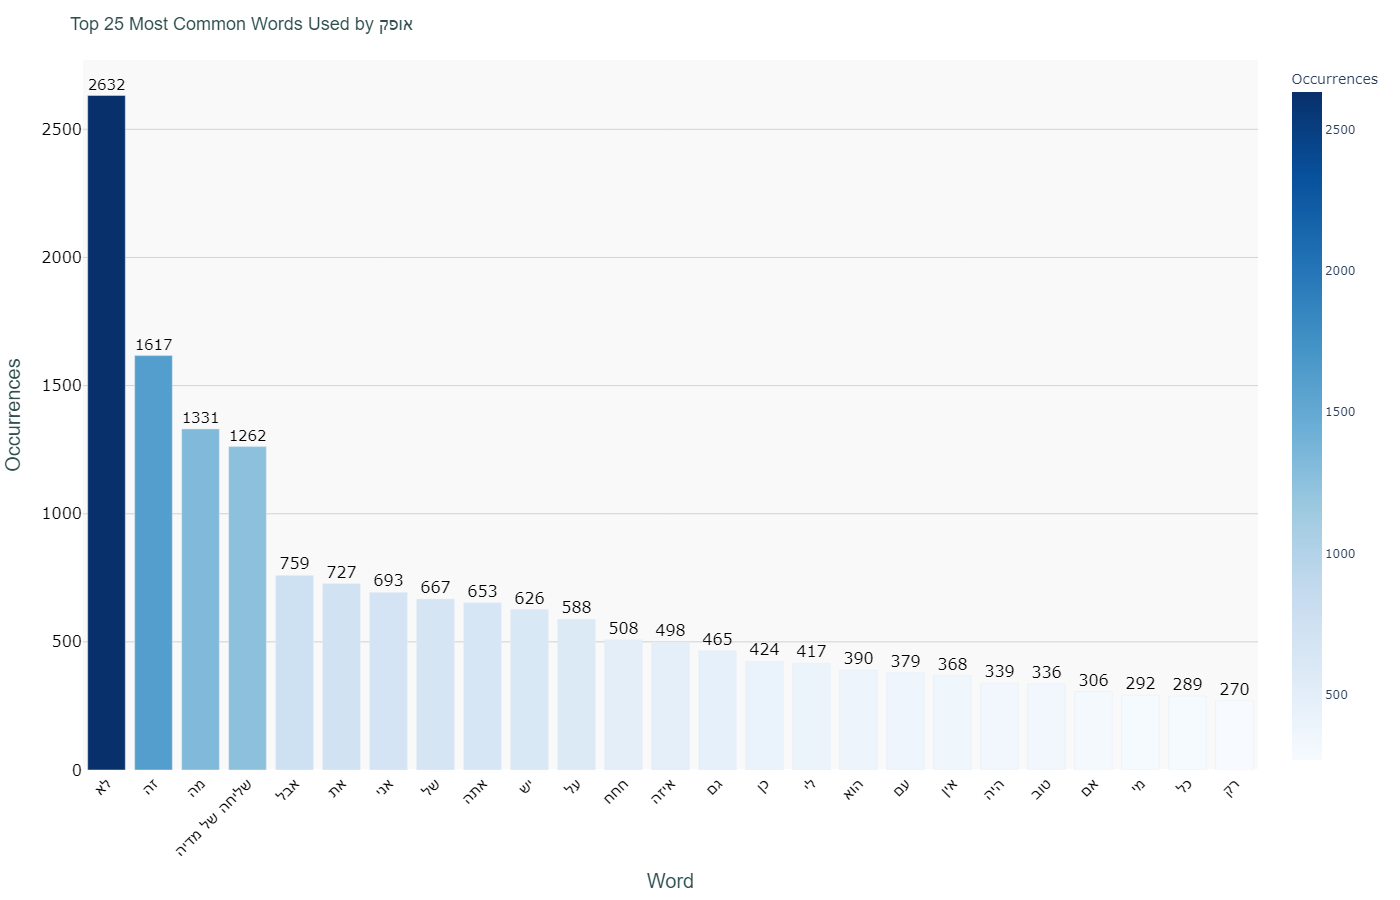 Top 25 Most Common Words Used by אופק
Occurrences
2500
2000
1500
1000
500
0
2632
1617
1331
1262
759
727
693
667
653
626
588
508
498
465
424
417
390
379
368
339
336
306
292
289
270
לא
זה
מה
שליחה של מדיה
אבל
את
אני
של
אתה
יש
על
חחח
איזה
גם
כן
לי
הוא
עם
אין
היה
טוב
אם
מי
כל
רק
Word
Occurrences
2500
2000
1500
1000
500